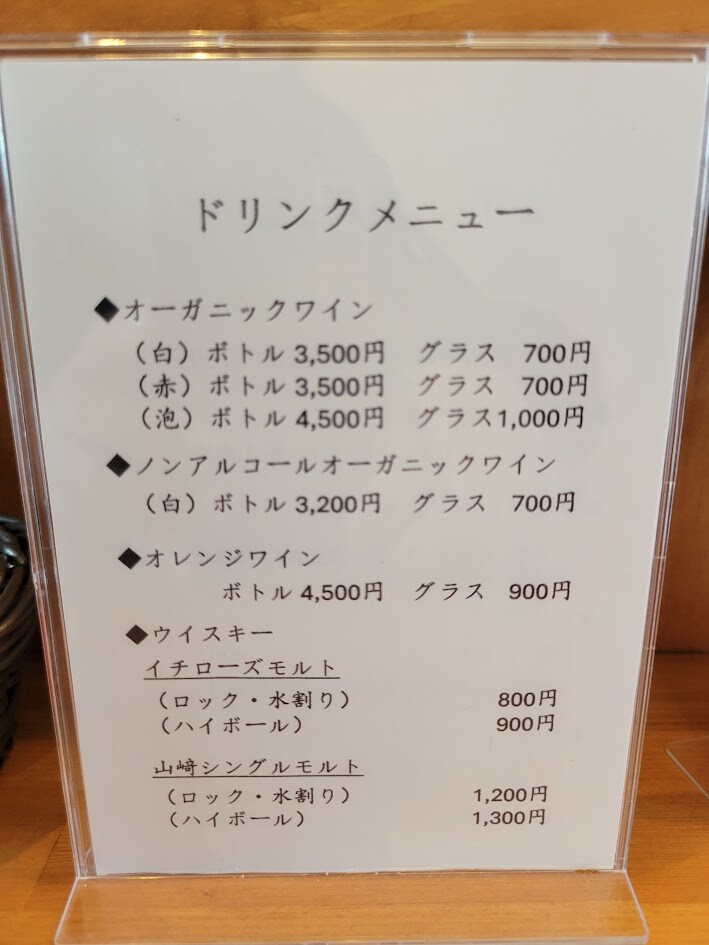 ドリンクメニュー
◆オーガニックワイン
（白）ボトル 3,500円 グラス 700円
（赤）ボトル 3,500円 グラス 700円
（泡）ボトル 4,500円 グラス1,000円
◆ノンアルコールオーガニックワイン
（白）ボトル 3,200円 グラス 700円
◆オレンジワイン
ボトル 4,500円 グラス 900円
◆ウイスキー
イチローズモルト
（ロック・水割り） 800円
（ハイボール） 900円
山﨑シングルモルト
（ロック・水割り） 1,200円
（ハイボール） 1,300円